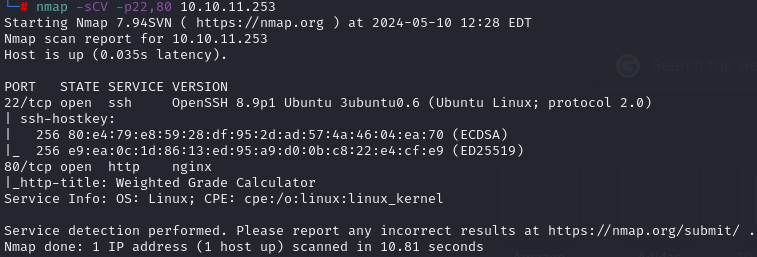 # nmap -sCV -p22,80 10.10.11.253
Starting Nmap 7.94SVN ( https://nmap.org ) at 2024-05-10 12:28 EDT
Nmap scan report for 10.10.11.253
Host is up (0.035s latency).
PORT   STATE SERVICE VERSION
22/tcp open  ssh     OpenSSH 8.9p1 Ubuntu 3ubuntu0.6 (Ubuntu Linux; protocol 2.0)
| ssh-hostkey:
|   256 80:e4:79:e8:59:28:df:95:2d:ad:57:4a:46:04:ea:70 (ECDSA)
|_  256 e9:ea:0c:1d:86:13:ed:95:a9:d0:0b:c8:22:e4:cf:e9 (ED25519)
80/tcp open  http    nginx
|_http-title: Weighted Grade Calculator
Service Info: OS: Linux; CPE: cpe:/o:linux:linux_kernel
Service detection performed. Please report any incorrect results at https://nmap.org/submit/ .
Nmap done: 1 IP address (1 host up) scanned in 10.81 seconds
Search the